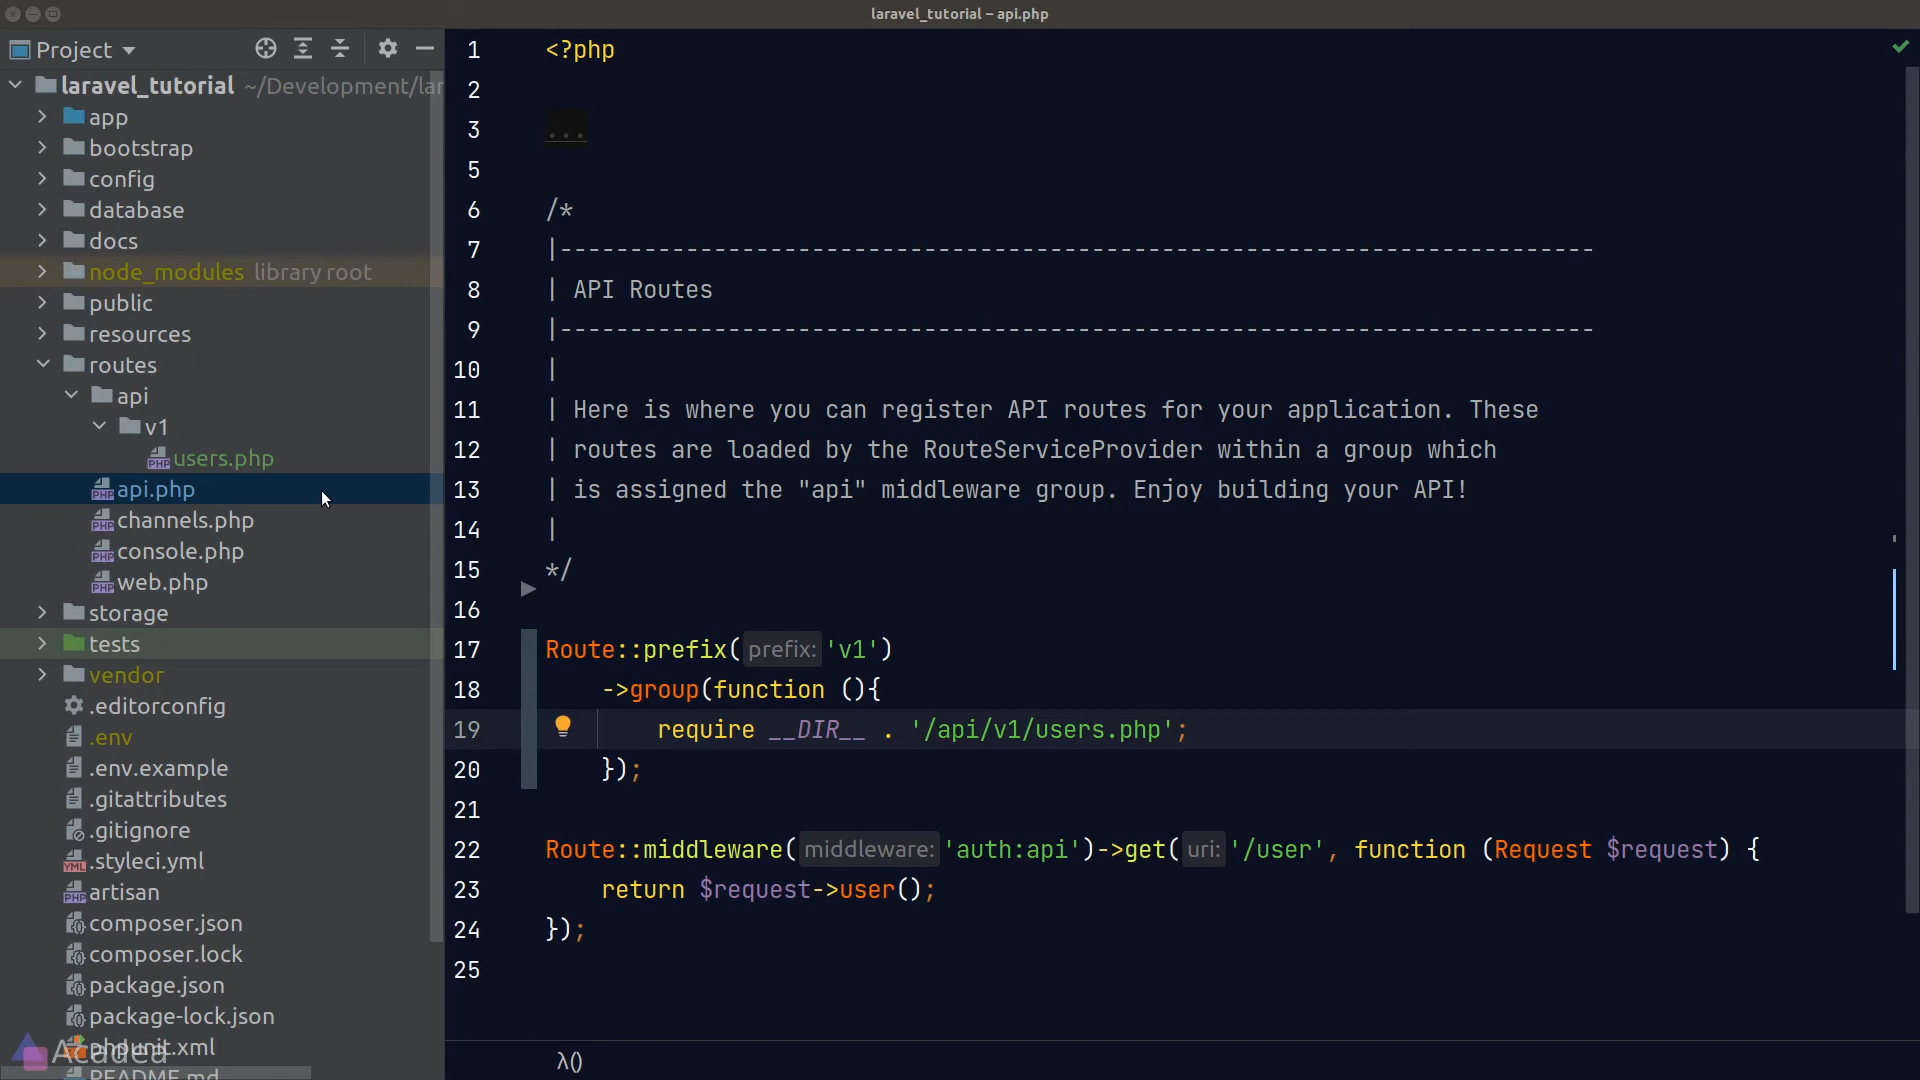 laravel_tutorial – api.php
Project
laravel_tutorial ~/Development/lar
app
bootstrap
config
database
docs
node_modules library root
public
resources
routes
api
v1
users.php
api.php
channels.php
console.php
web.php
storage
tests
vendor
.editorconfig
.env
.env.example
.gitattributes
.gitignore
.styleci.yml
artisan
composer.json
composer.lock
package.json
package-lock.json
phpunit.xml
README.md
Acadea
1 <?php
2
3 ...
5
6 /*
7 |--------------------------------------------------------------------------
8 | API Routes
9 |--------------------------------------------------------------------------
10 |
11 | Here is where you can register API routes for your application. These
12 | routes are loaded by the RouteServiceProvider within a group which
13 | is assigned the "api" middleware group. Enjoy building your API!
14 |
15 */
16
17 Route::prefix( prefix: 'v1')
18 ->group(function (){
19 require __DIR__ . '/api/v1/users.php';
20 });
21
22 Route::middleware( middleware: 'auth:api')->get( uri: '/user', function (Request $request) {
23 return $request->user();
24 });
25
λ()